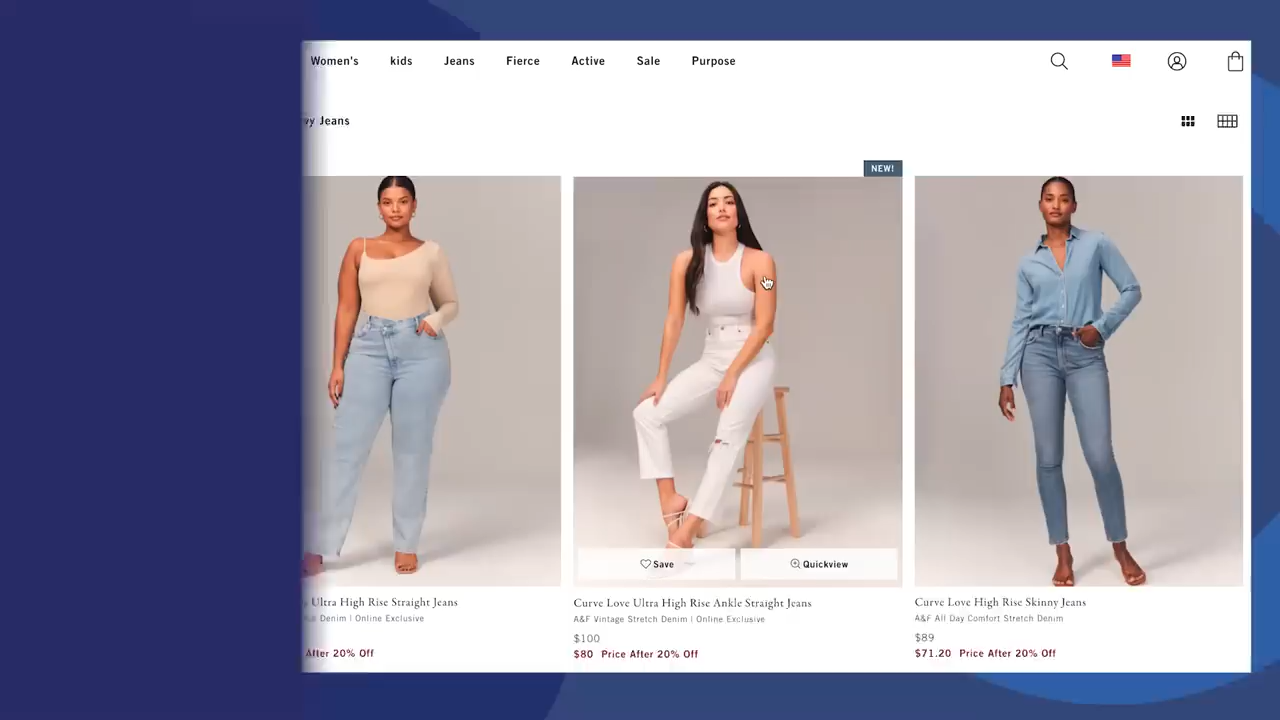 Women's kids Jeans Fierce Active Sale Purpose
Jeans
NEW!
Save Quickview
Ultra High Rise Straight Jeans
Denim | Online Exclusive
After 20% Off
Curve Love Ultra High Rise Ankle Straight Jeans
A&F Vintage Stretch Denim | Online Exclusive
$100
$80 Price After 20% Off
Curve Love High Rise Skinny Jeans
A&F All Day Comfort Stretch Denim
$89
$71.20 Price After 20% Off